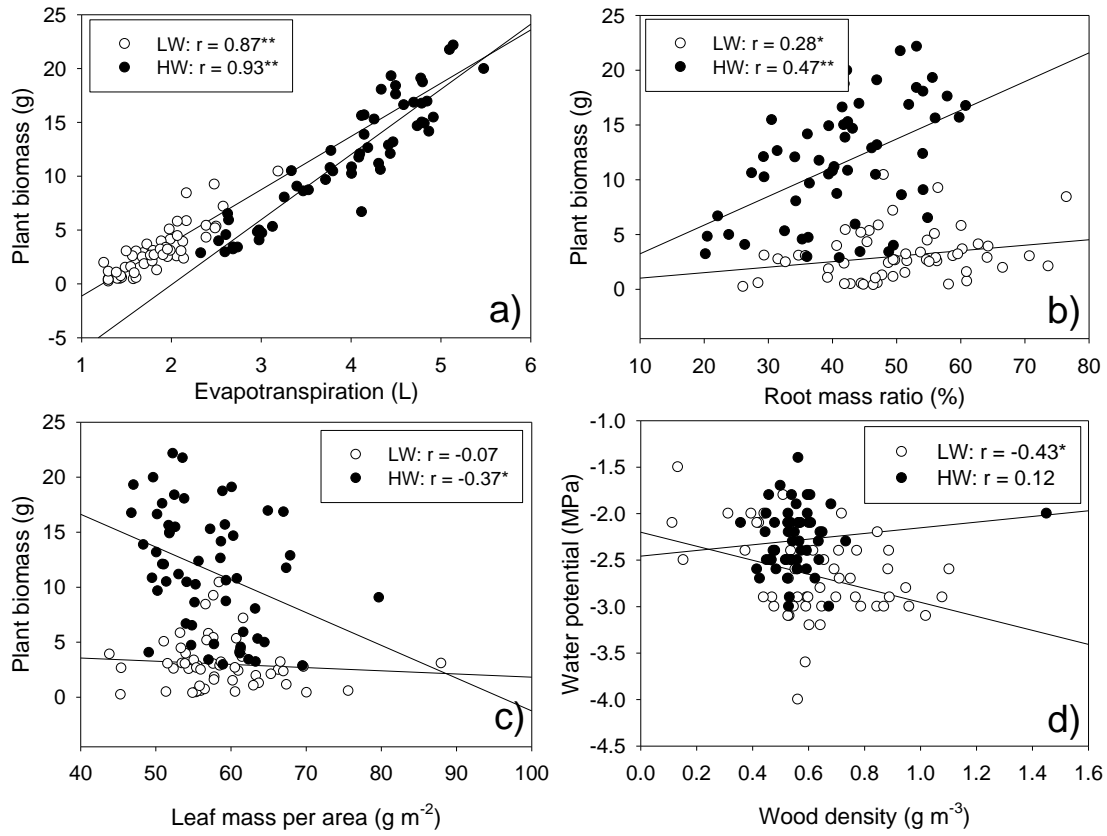 LW: r = 0.87**
HW: r = 0.93**
25
20
15
10
5
0
-5
Plant biomass (g)
a)
1 2 3 4 5 6
Evapotranspiration (L)
LW: r = 0.28*
HW: r = 0.47**
25
20
15
10
5
0
Plant biomass (g)
b)
10 20 30 40 50 60 70 80
Root mass ratio (%)
LW: r = -0.07
HW: r = -0.37*
25
20
15
10
5
0
Plant biomass (g)
c)
40 50 60 70 80 90 100
Leaf mass per area (g m-2)
LW: r = -0.43*
HW: r = 0.12
-1.0
-1.5
-2.0
-2.5
-3.0
-3.5
-4.0
-4.5
Water potential (MPa)
d)
0.0 0.2 0.4 0.6 0.8 1.0 1.2 1.4 1.6
Wood density (g m-3)